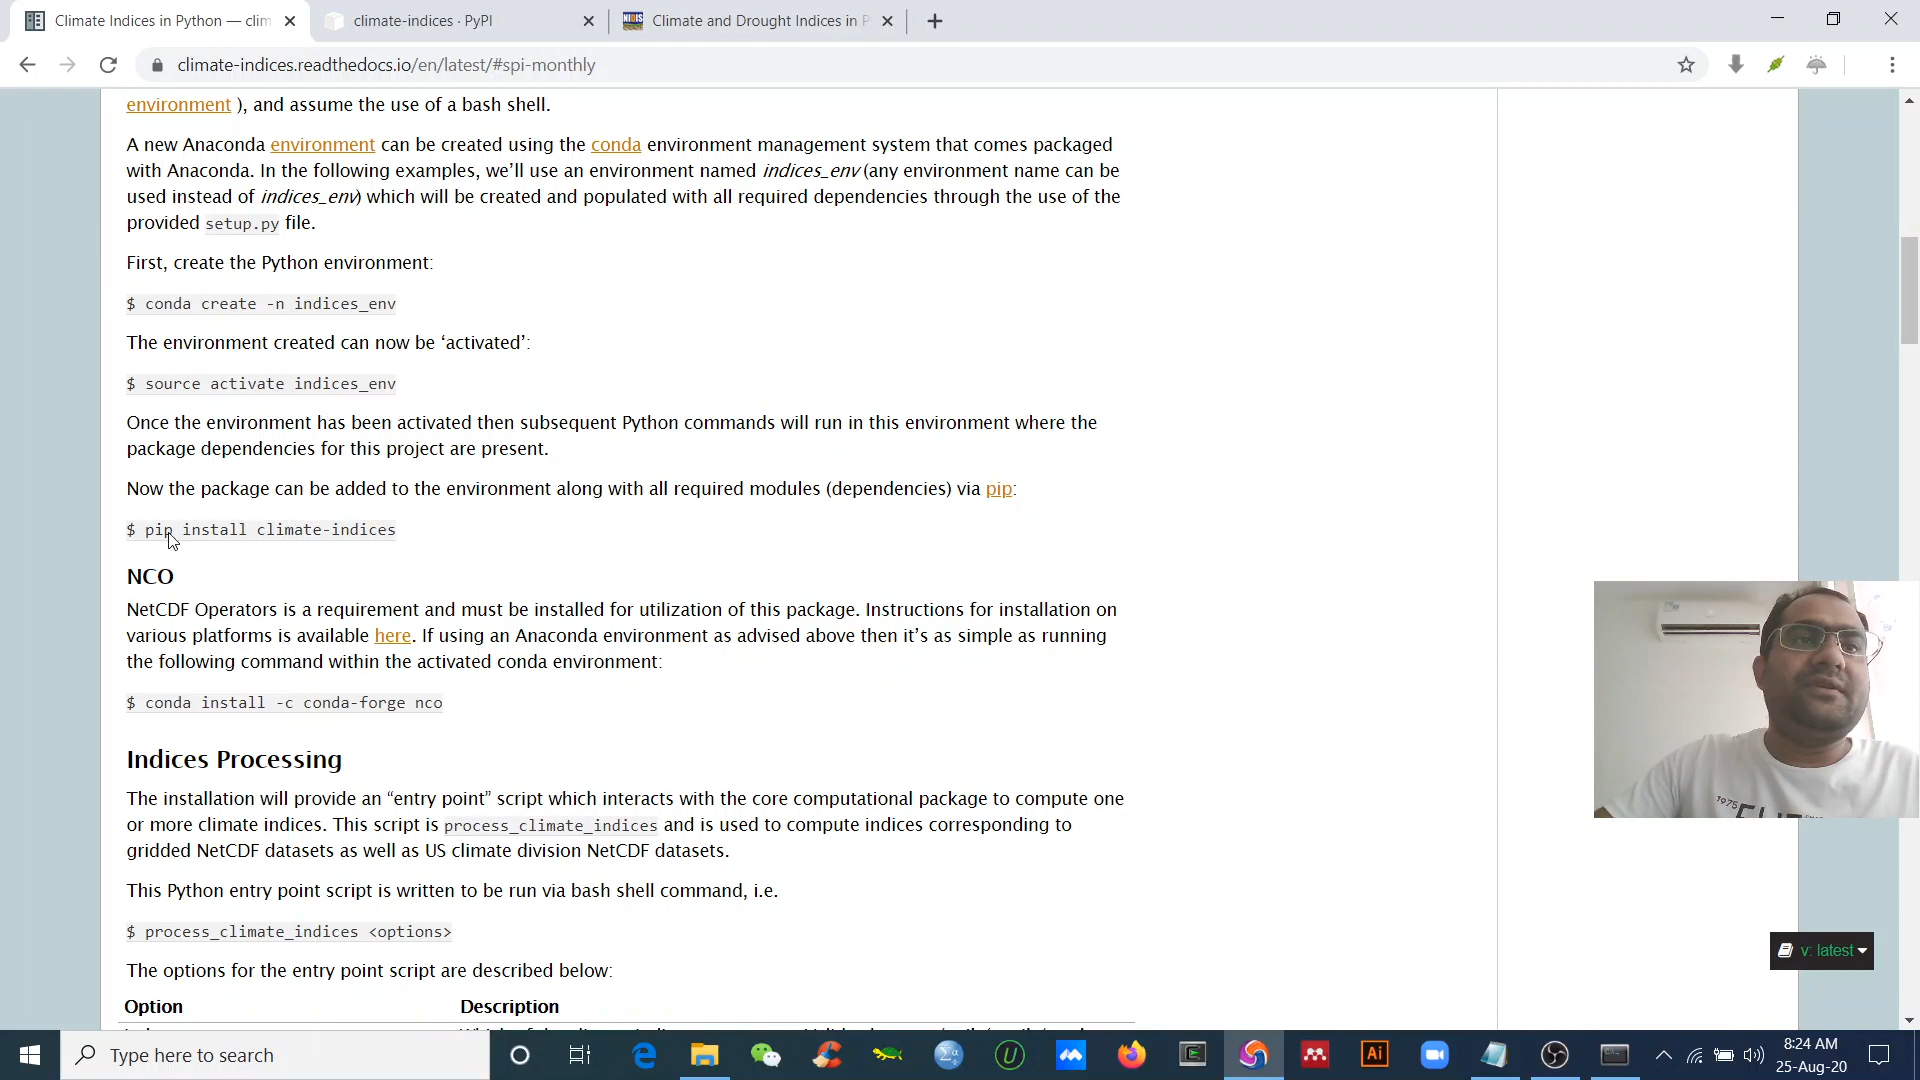 Climate Indices in Python — clim
climate-indices · PyPI
NIDIS
Climate and Drought Indices in P
climate-indices.readthedocs.io/en/latest/#spi-monthly
environment ), and assume the use of a bash shell.
A new Anaconda environment can be created using the conda environment management system that comes packaged
with Anaconda. In the following examples, we’ll use an environment named indices_env (any environment name can be
used instead of indices_env) which will be created and populated with all required dependencies through the use of the
provided setup.py file.
First, create the Python environment:
$ conda create -n indices_env
The environment created can now be ‘activated’:
$ source activate indices_env
Once the environment has been activated then subsequent Python commands will run in this environment where the
package dependencies for this project are present.
Now the package can be added to the environment along with all required modules (dependencies) via pip:
$ pip install climate-indices
NCO
NetCDF Operators is a requirement and must be installed for utilization of this package. Instructions for installation on
various platforms is available here. If using an Anaconda environment as advised above then it’s as simple as running
the following command within the activated conda environment:
$ conda install -c conda-forge nco
Indices Processing
The installation will provide an “entry point” script which interacts with the core computational package to compute one
or more climate indices. This script is process_climate_indices and is used to compute indices corresponding to
gridded NetCDF datasets as well as US climate division NetCDF datasets.
This Python entry point script is written to be run via bash shell command, i.e.
$ process_climate_indices <options>
The options for the entry point script are described below:
Option Description
1975
v: latest
Type here to search
Ai
8:24 AM
25-Aug-20